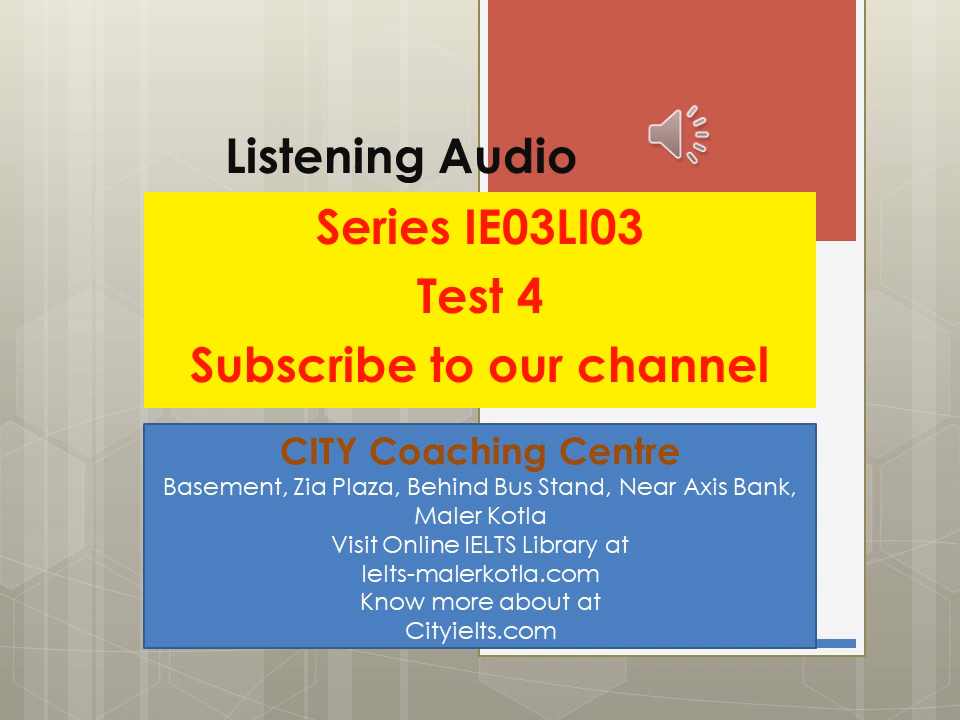 Listening Audio
Series IE03LI03
Test 4
Subscribe to our channel
CITY Coaching Centre
Basement, Zia Plaza, Behind Bus Stand, Near Axis Bank,
Maler Kotla
Visit Online IELTS Library at
Ielts-malerkotla.com
Know more about at
Cityielts.com